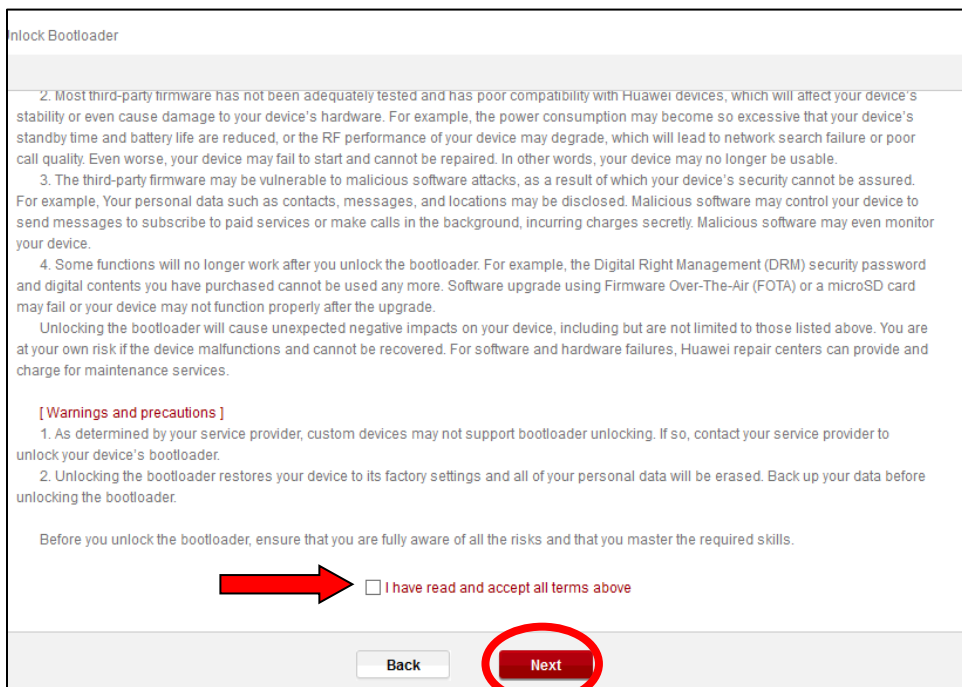 nlock Bootloader
2. Most third-party firmware has not been adequately tested and has poor compatibility with Huawei devices, which will affect your device's
stability or even cause damage to your device's hardware. For example, the power consumption may become so excessive that your device's
standby time and battery life are reduced, or the RF performance of your device may degrade, which will lead to network search failure or poor
call quality. Even worse, your device may fail to start and cannot be repaired. In other words, your device may no longer be usable.
3. The third-party firmware may be vulnerable to malicious software attacks, as a result of which your device's security cannot be assured.
For example, Your personal data such as contacts, messages, and locations may be disclosed. Malicious software may control your device to
send messages to subscribe to paid services or make calls in the background, incurring charges secretly. Malicious software may even monitor
your device.
4. Some functions will no longer work after you unlock the bootloader. For example, the Digital Right Management (DRM) security password
and digital contents you have purchased cannot be used any more. Software upgrade using Firmware Over-The-Air (FOTA) or a microSD card
may fail or your device may not function properly after the upgrade.
Unlocking the bootloader will cause unexpected negative impacts on your device, including but are not limited to those listed above. You are
at your own risk if the device malfunctions and cannot be recovered. For software and hardware failures, Huawei repair centers can provide and
charge for maintenance services.
[ Warnings and precautions ]
1. As determined by your service provider, custom devices may not support bootloader unlocking. If so, contact your service provider to
unlock your device's bootloader.
2. Unlocking the bootloader restores your device to its factory settings and all of your personal data will be erased. Back up your data before
unlocking the bootloader.
Before you unlock the bootloader, ensure that you are fully aware of all the risks and that you master the required skills.
I have read and accept all terms above
Back
Next